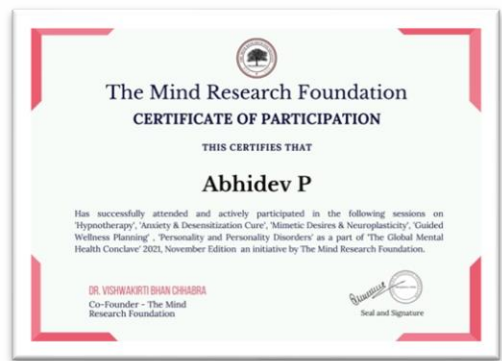 The Mind Research Foundation
CERTIFICATE OF PARTICIPATION
THIS CERTIFIES THAT
Abhidev P
Has successfully attended and actively participated in the following sessions on
'Hypnotherapy', 'Anxiety & Desensitization Cure', 'Mimetic Desires & Neuroplasticity', 'Guided
Wellness Planning' , 'Personality and Personality Disorders' as a part of 'The Global Mental
Health Conclave' 2021, November Edition an initiative by The Mind Research Foundation.
DR. VISHWAKIRTI BHAN CHHABRA
Co-Founder - The Mind
Research Foundation
Seal and Signature